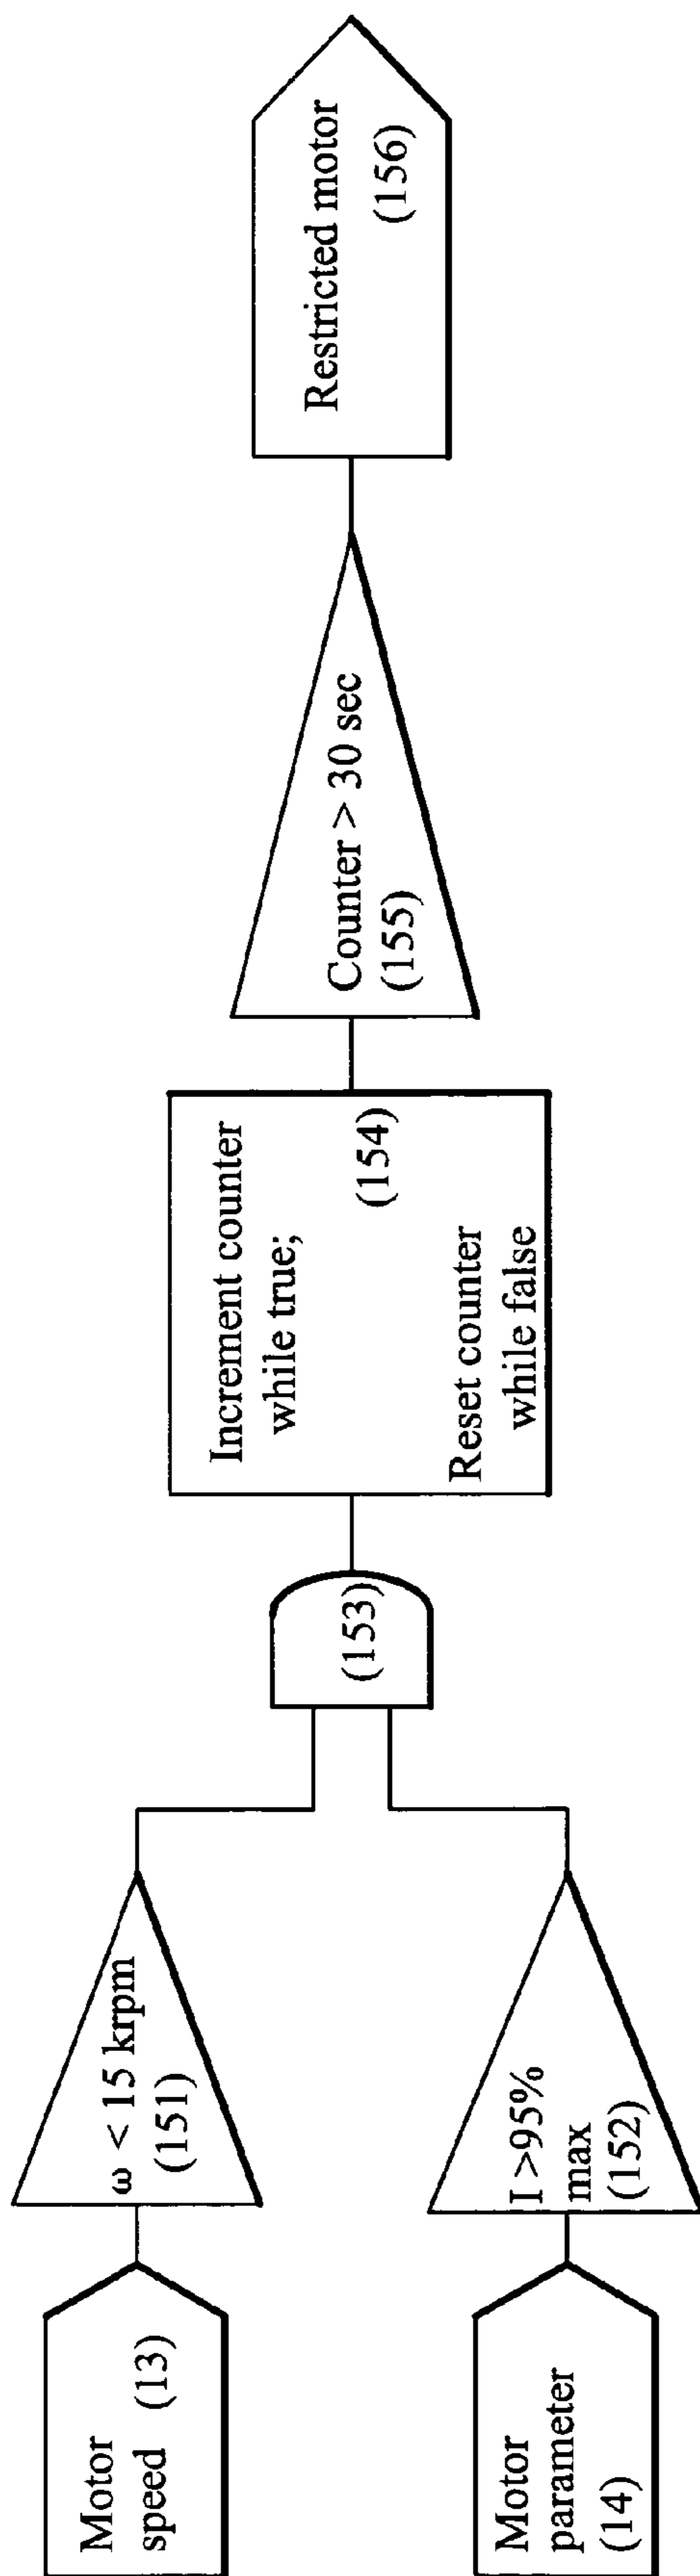 Motor
speed (13)
ω < 15 krpm
(151)
Motor
parameter
(14)
I >95%
max
(152)
(153)
Increment counter
while true;
(154)
Reset counter
while false
Counter > 30 sec
(155)
Restricted motor
(156)